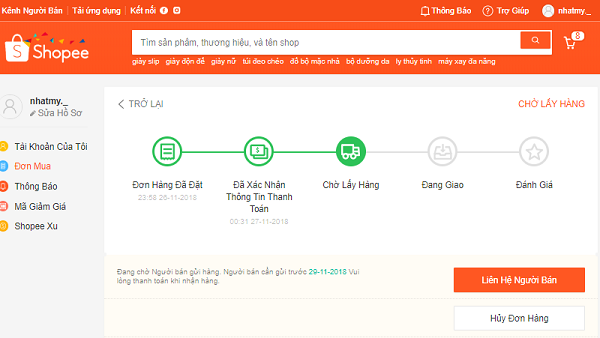 Kênh Người Bán Tải ứng dụng Kết nối Thông Báo Trợ Giúp nhatmy._
S Shopee
Tìm sản phẩm, thương hiệu, và tên shop
8
giày slip giày độn đế giày nữ túi đeo chéo đồ bộ mặc nhà bộ dưỡng da ly thủy tinh máy xay đa năng
nhatmy._
Sửa Hồ Sơ
Tài Khoản Của Tôi
Đơn Mua
Thông Báo
Mã Giảm Giá
Shopee Xu
TRỞ LẠI CHỜ LẤY HÀNG
Đơn Hàng Đã Đặt
23:58 26-11-2018
Đã Xác Nhận
Thông Tin Thanh
Toán
00:31 27-11-2018
Chờ Lấy Hàng
Đang Giao
Đánh Giá
Đang chờ Người bán gửi hàng. Người bán cần gửi trước 29-11-2018 Vui
lòng thanh toán khi nhận hàng.
Liên Hệ Người Bán
Hủy Đơn Hàng